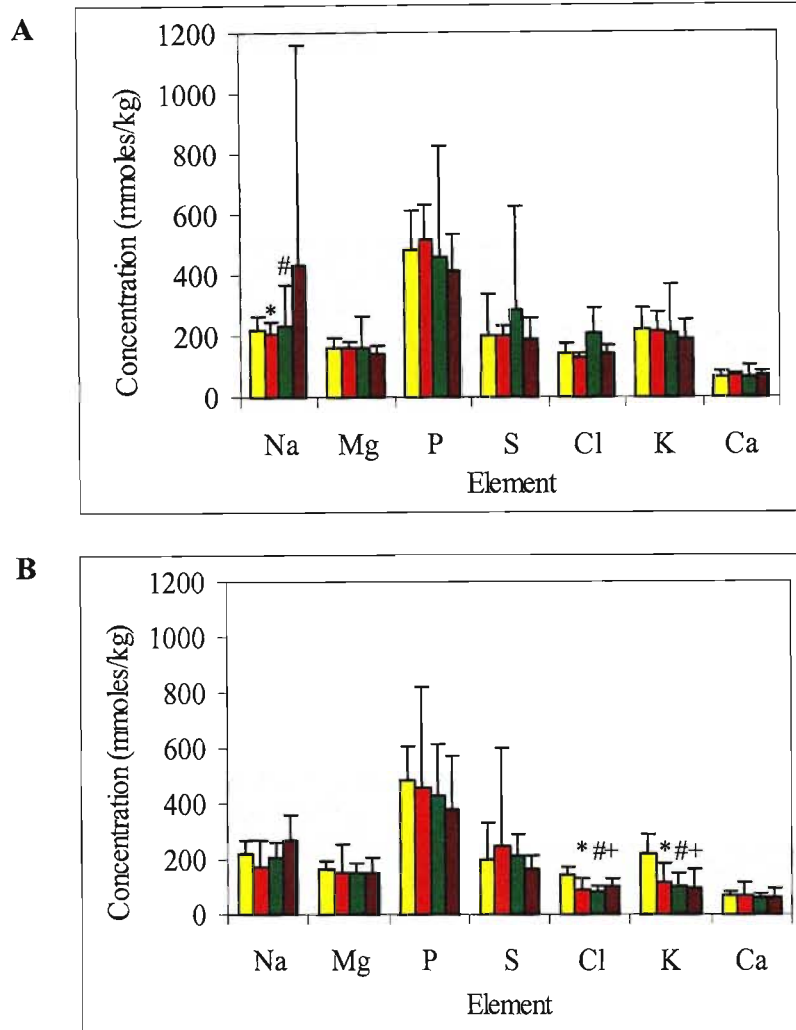 A
1200
1000
800
600
400
200
0
Concentration (mmoles/kg)
* #
Na Mg P S Cl K Ca
Element
B
1200
1000
800
600
400
200
0
Concentration (mmoles/kg)
* #+ * #+
Na Mg P S Cl K Ca
Element